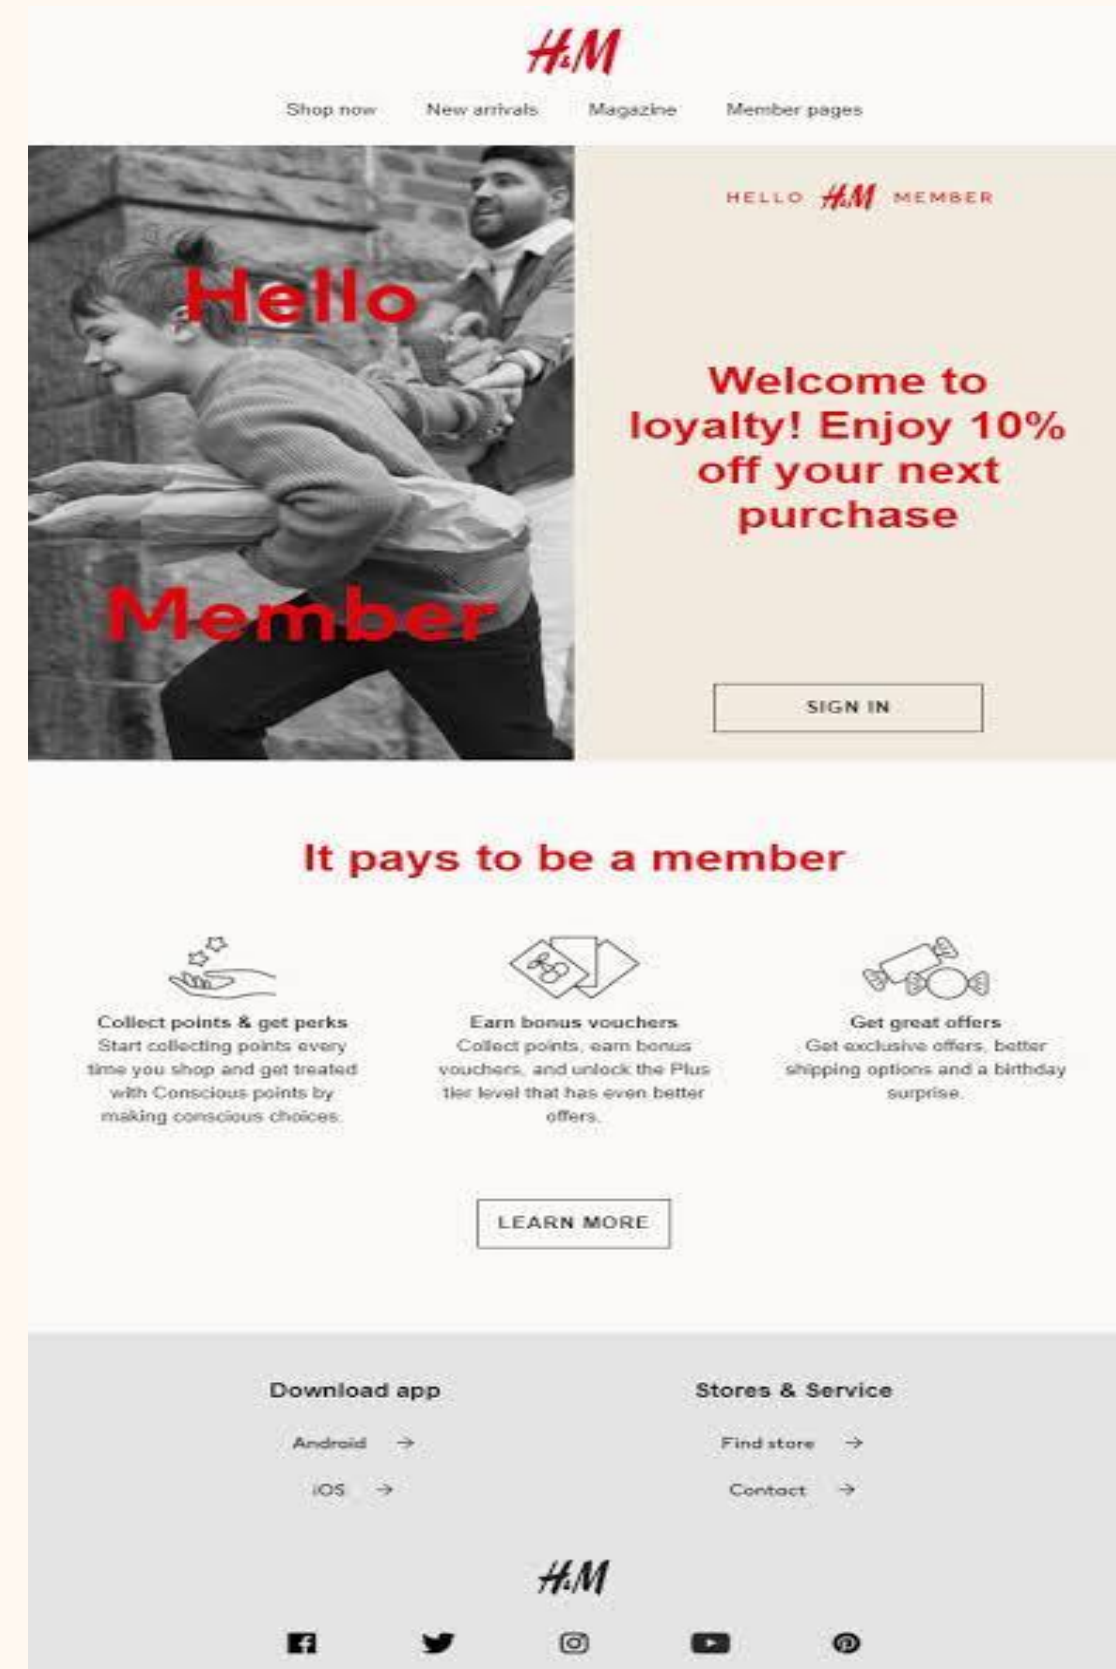 H&M
Shop now New arrivals Magazine Member pages
Hello
Member
HELLO H&M MEMBER
Welcome to
loyalty! Enjoy 10%
off your next
purchase
SIGN IN
It pays to be a member
Collect points & get perks
Start collecting points every
time you shop and get treated
with Conscious points by
making conscious choices.
Earn bonus vouchers
Collect points, earn bonus
vouchers, and unlock the Plus
tier level that has even better
offers.
Get great offers
Get exclusive offers, better
shipping options and a birthday
surprise.
LEARN MORE
Download app
Android →
iOS →
Stores & Service
Find store →
Contact →
H&M